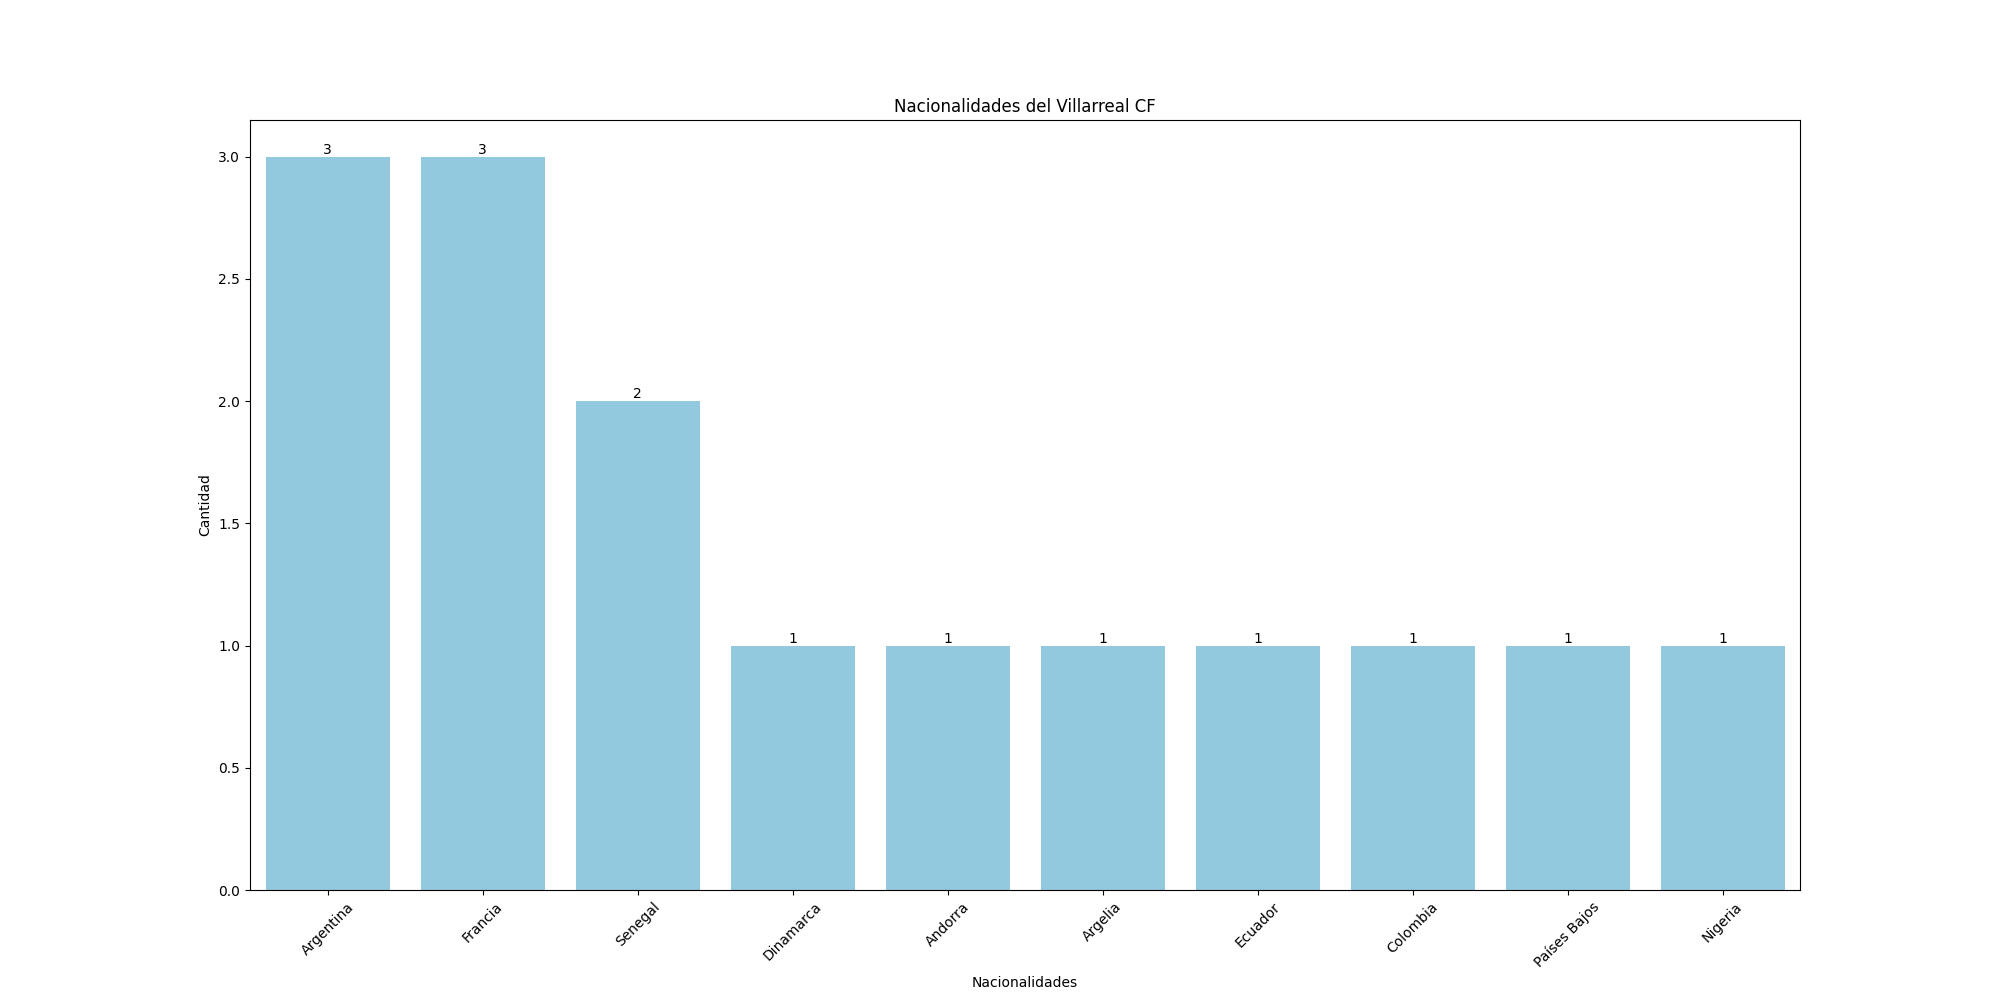 Nacionalidades del Villarreal CF
3.0
2.5
2.0
1.5
1.0
0.5
0.0
Cantidad
3
3
2
1
1
1
1
1
1
1
Argentina
Francia
Senegal
Dinamarca
Andorra
Argelia
Ecuador
Colombia
Países Bajos
Nigeria
Nacionalidades